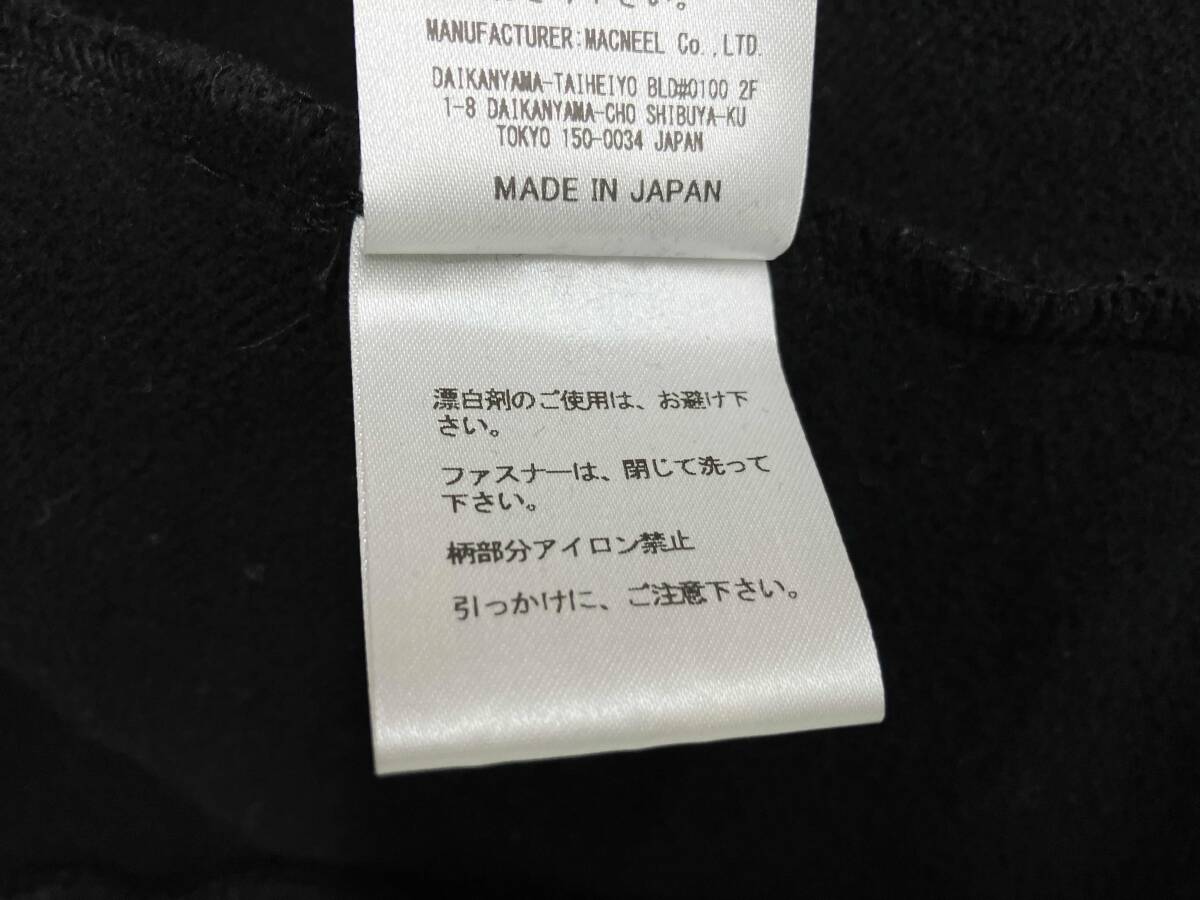 さい。
MANUFACTURER:MACNEEL Co.,LTD.
DAIKANYAMA-TAIHEIYO BLD#0100 2F
1-8 DAIKANYAMA-CHO SHIBUYA-KU
TOKYO 150-0034 JAPAN
MADE IN JAPAN
漂白剤のご使用は、お避け下
さい。
ファスナーは、閉じて洗って
下さい。
柄部分アイロン禁止
引っかけに、ご注意下さい。